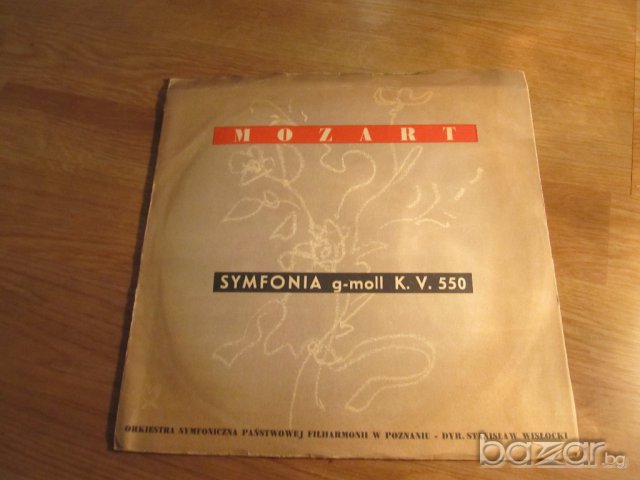 MOZART
SYMFONIA g-moll K. V. 550
ORKIESTRA SYMFONICZNA PAŃSTWOWEJ FILHARMONII W POZNANIU - DYR. STANISŁAW WISŁOCKI
bazar.bg